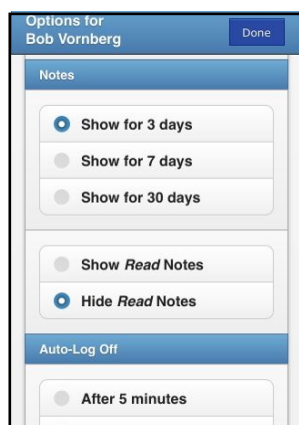 Options for
Bob Vornberg
Done
Notes
Show for 3 days
Show for 7 days
Show for 30 days
Show Read Notes
Hide Read Notes
Auto-Log Off
After 5 minutes